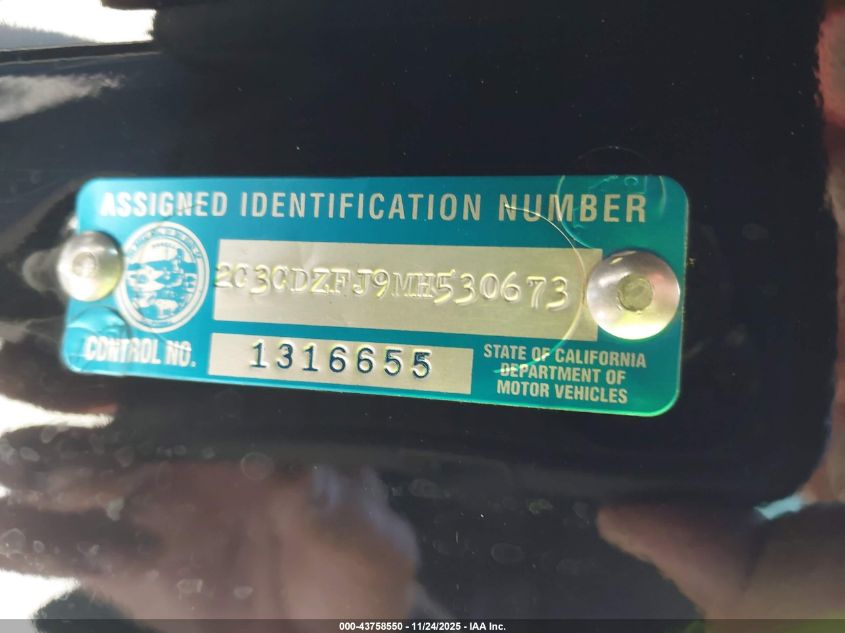 ASSIGNED IDENTIFICATION NUMBER
2C3CDZFJ9MH530673
CONTROL NO.
1316655
STATE OF CALIFORNIA
DEPARTMENT OF
MOTOR VEHICLES
000-43758550 - 11/24/2025 - IAA Inc.